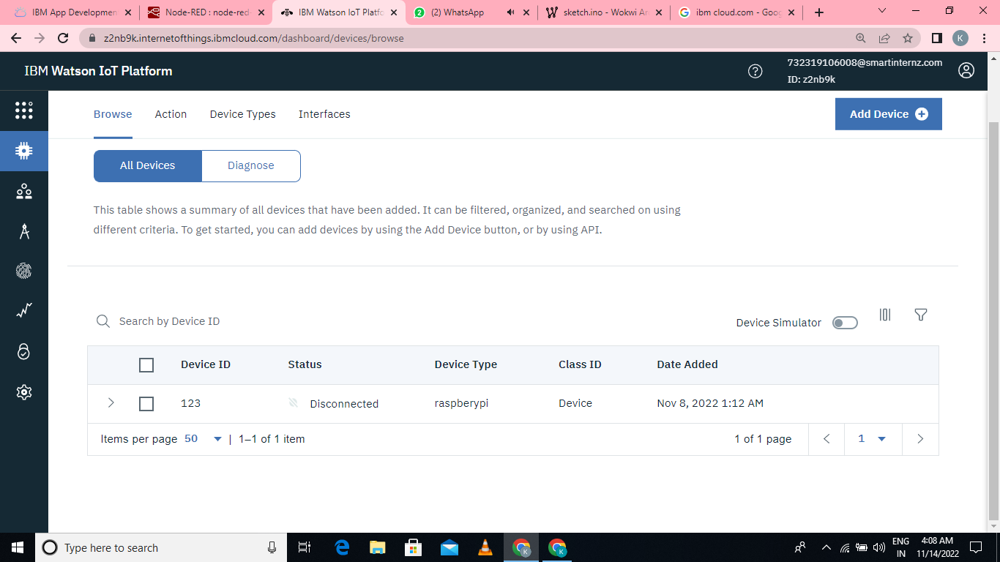 IBM App Developmen
Node-RED : node-red-
IBM Watson IoT Platfo
(2) WhatsApp
sketch.ino - Wokwi Ar
ibm cloud.com - Goog
z2nb9k.internetofthings.ibmcloud.com/dashboard/devices/browse
K
IBM Watson IoT Platform
732319106008@smartinternz.com
ID: z2nb9k
Browse Action Device Types Interfaces
Add Device
All Devices Diagnose
This table shows a summary of all devices that have been added. It can be filtered, organized, and searched on using
different criteria. To get started, you can add devices by using the Add Device button, or by using API.
Search by Device ID
Device Simulator
Device ID Status Device Type Class ID Date Added
123 Disconnected raspberypi Device Nov 8, 2022 1:12 AM
Items per page 50 | 1–1 of 1 item
1 of 1 page 1
Type here to search
ENG
IN
4:08 AM
11/14/2022